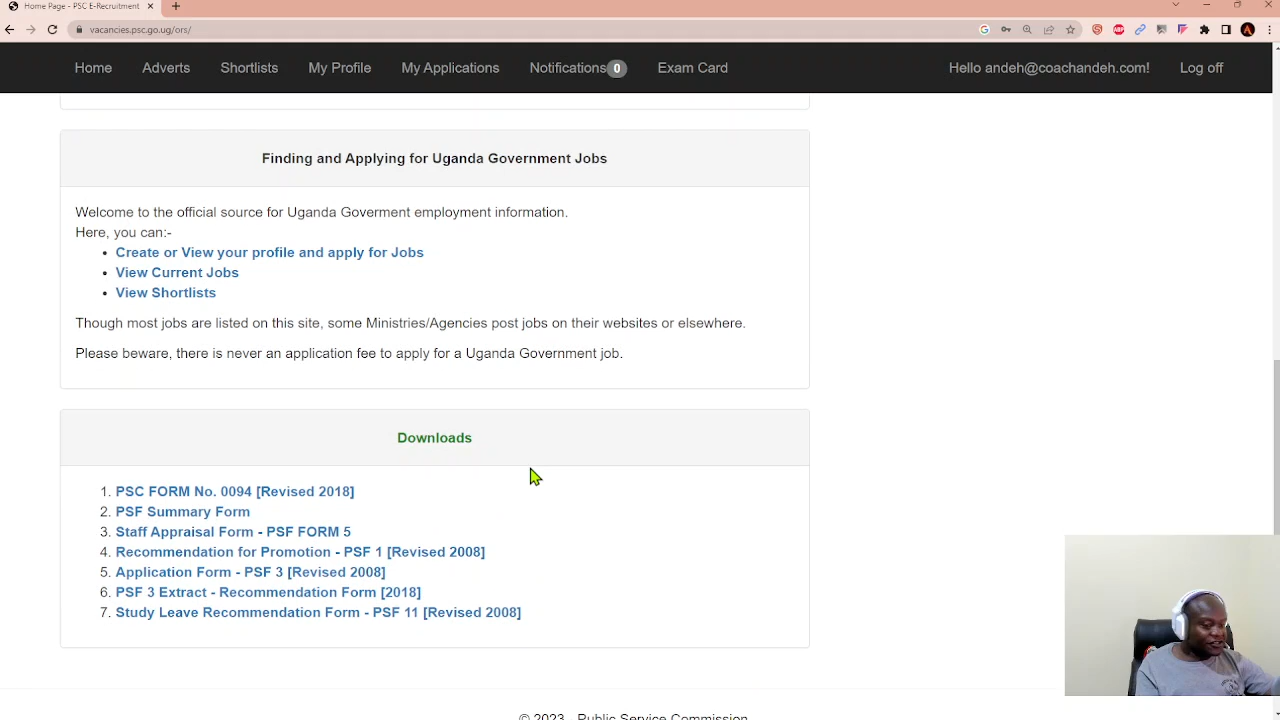 Home Page - PSC E-Recruitment
vacancies.psc.go.ug/ors/
Home Adverts Shortlists My Profile My Applications Notifications 0 Exam Card Hello andeh@coachandeh.com! Log off
Finding and Applying for Uganda Government Jobs
Welcome to the official source for Uganda Goverment employment information.
Here, you can:-
• Create or View your profile and apply for Jobs
• View Current Jobs
• View Shortlists
Though most jobs are listed on this site, some Ministries/Agencies post jobs on their websites or elsewhere.
Please beware, there is never an application fee to apply for a Uganda Government job.
Downloads
1. PSC FORM No. 0094 [Revised 2018]
2. PSF Summary Form
3. Staff Appraisal Form - PSF FORM 5
4. Recommendation for Promotion - PSF 1 [Revised 2008]
5. Application Form - PSF 3 [Revised 2008]
6. PSF 3 Extract - Recommendation Form [2018]
7. Study Leave Recommendation Form - PSF 11 [Revised 2008]
© 2023 - Public Service Commission